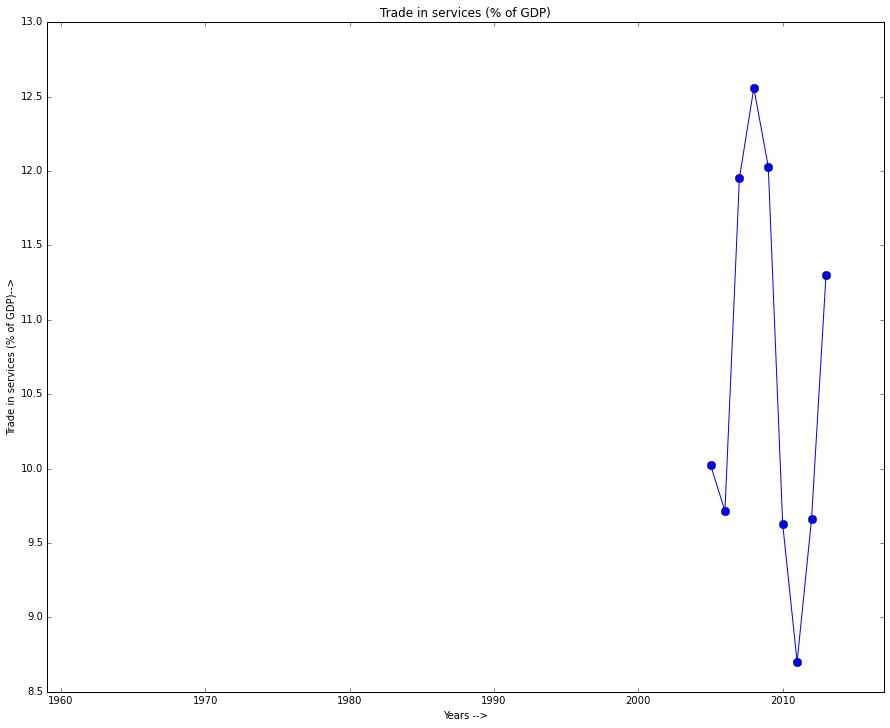 Trade in services (% of GDP)
13.0
12.5
12.0
11.5
11.0
10.5
10.0
9.5
9.0
8.5
Trade in services (% of GDP)-->
1960 1970 1980 1990 2000 2010
Years -->